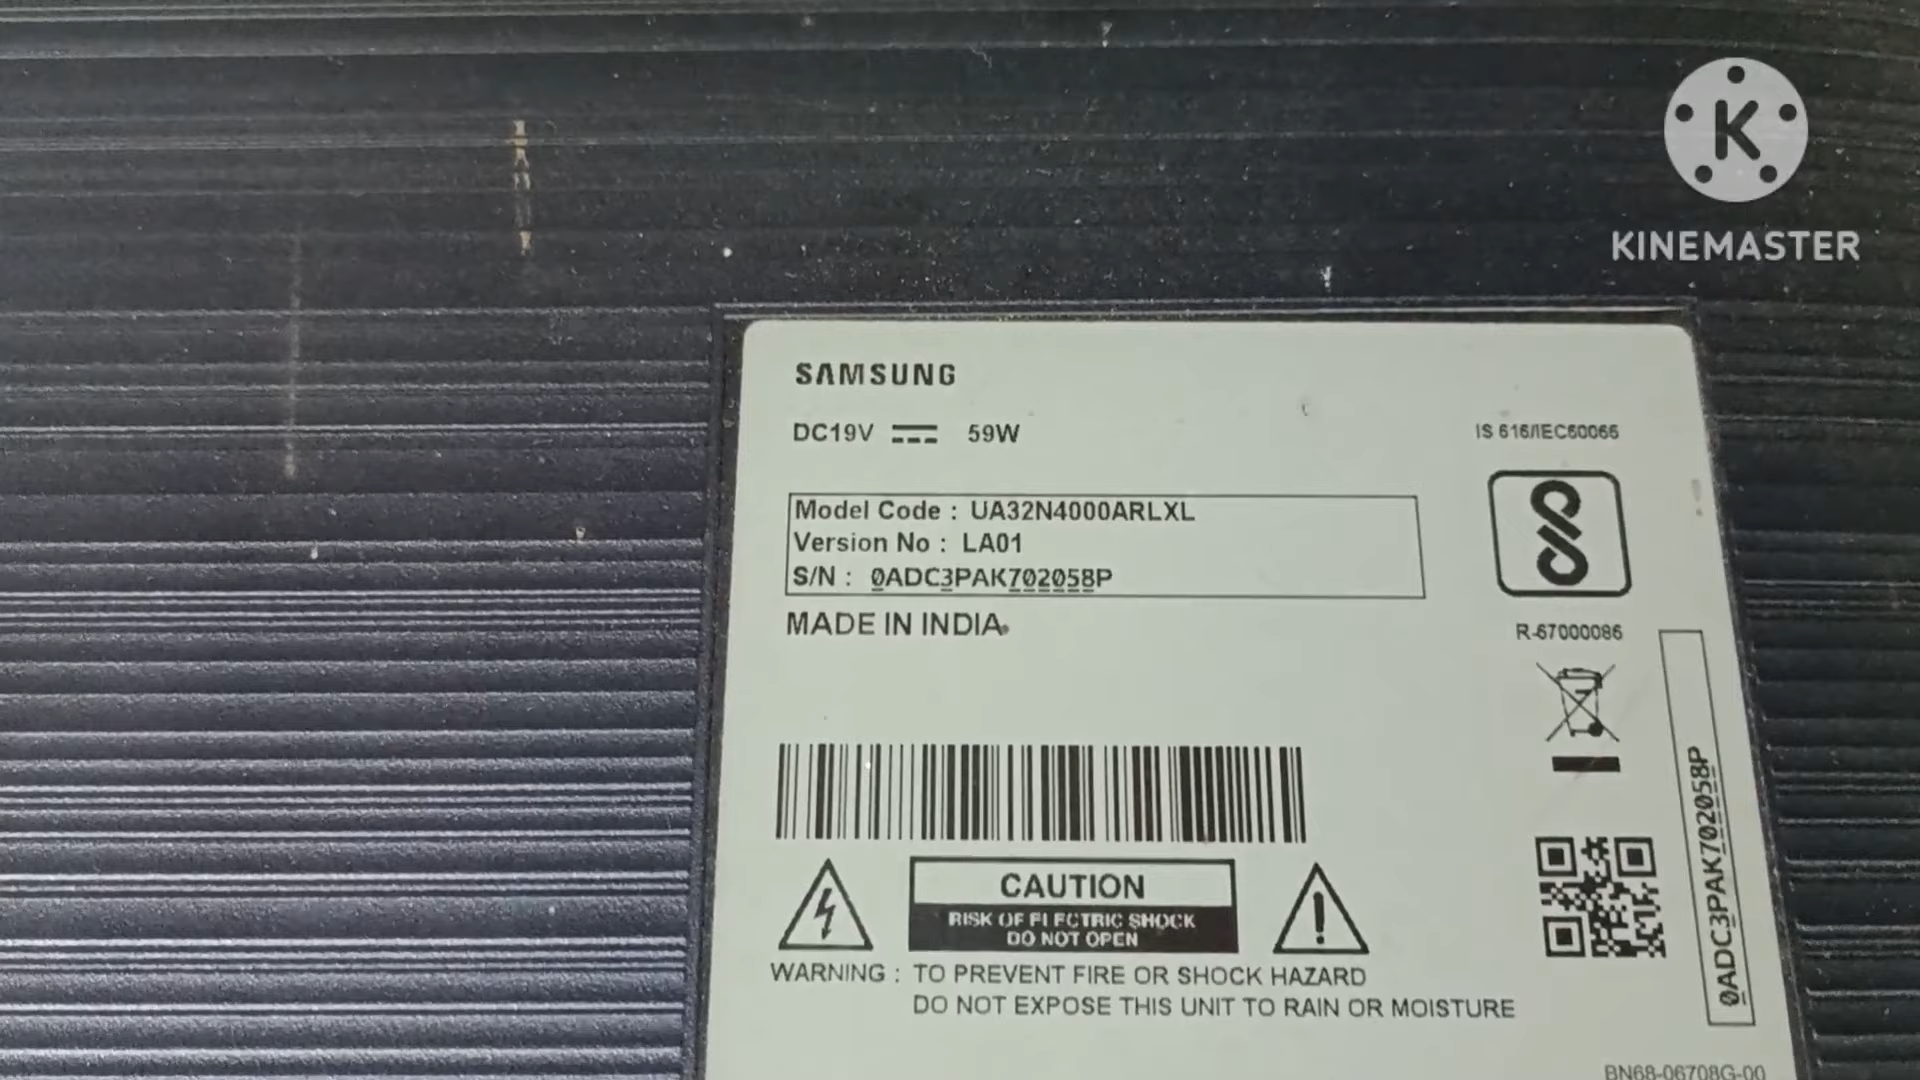 KINEMASTER
SAMSUNG
DC19V 59W
IS 616/IEC60065
Model Code : UA32N4000ARLXL
Version No : LA01
S/N : 0ADC3PAK702058P
MADE IN INDIA
R-67000086
0ADC3PAK702058P
CAUTION
RISK OF ELECTRIC SHOCK
DO NOT OPEN
WARNING : TO PREVENT FIRE OR SHOCK HAZARD
DO NOT EXPOSE THIS UNIT TO RAIN OR MOISTURE
BN68-06708G-00